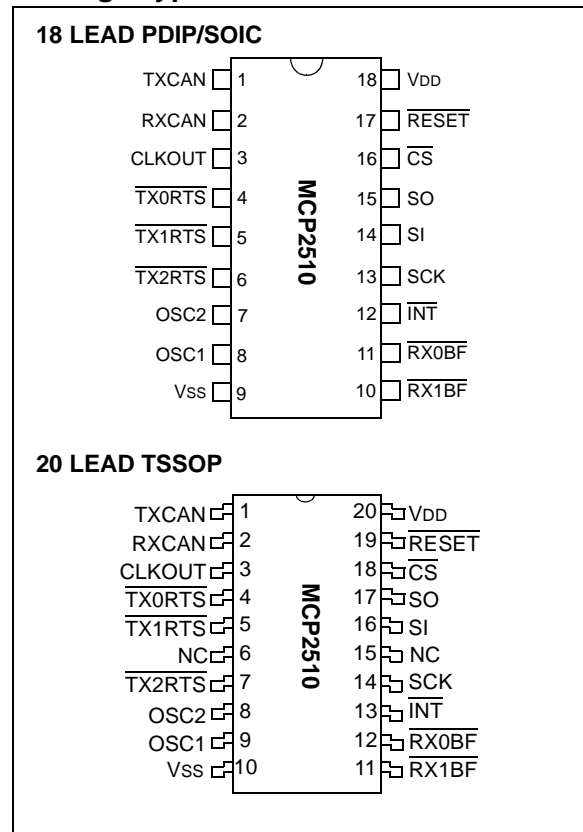 18 LEAD PDIP/SOIC
TXCAN 1 18 VDD
RXCAN 2 17 RESET
CLKOUT 3 16 CS
TX0RTS 4 15 SO
TX1RTS 5 14 SI
TX2RTS 6 13 SCK
OSC2 7 12 INT
OSC1 8 11 RX0BF
VSS 9 10 RX1BF
MCP2510
20 LEAD TSSOP
TXCAN 1 20 VDD
RXCAN 2 19 RESET
CLKOUT 3 18 CS
TX0RTS 4 17 SO
TX1RTS 5 16 SI
NC 6 15 NC
TX2RTS 7 14 SCK
OSC2 8 13 INT
OSC1 9 12 RX0BF
VSS 10 11 RX1BF
MCP2510